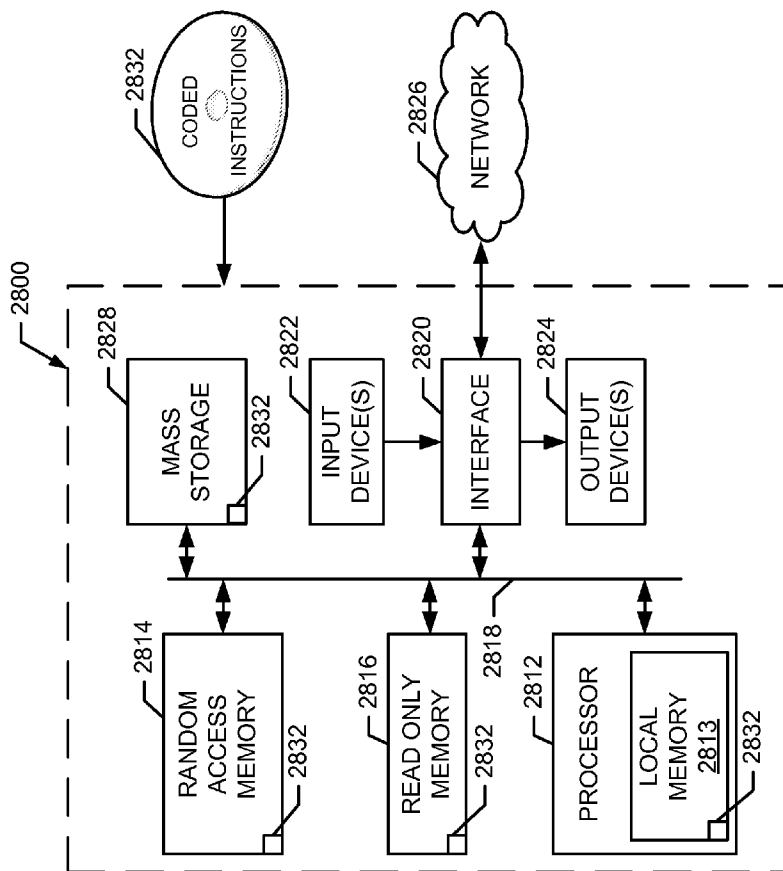 2800
2814
RANDOM
ACCESS
MEMORY
2832
2816
READ ONLY
MEMORY
2832
2812
PROCESSOR
LOCAL
MEMORY
2813
2832
2818
2828
MASS
STORAGE
2832
2822
INPUT
DEVICE(S)
2820
INTERFACE
2824
OUTPUT
DEVICE(S)
2832
CODED
INSTRUCTIONS
2826
NETWORK